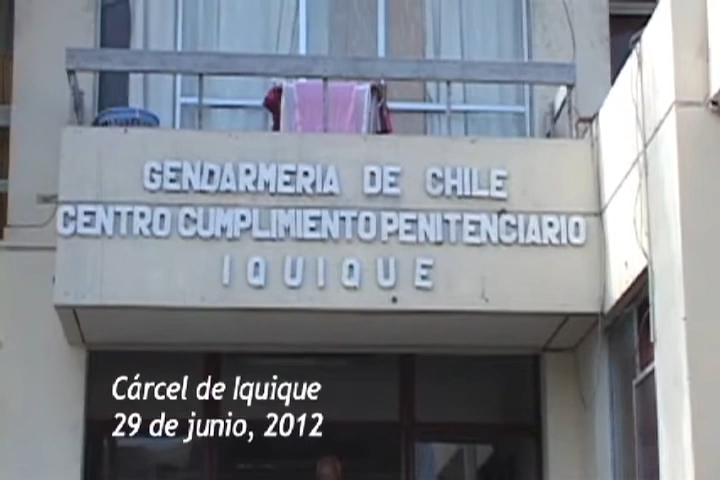 GENDARMERIA DE CHILE
CENTRO CUMPLIMIENTO PENITENCIARIO
IQUIQUE
Cárcel de Iquique
29 de junio, 2012